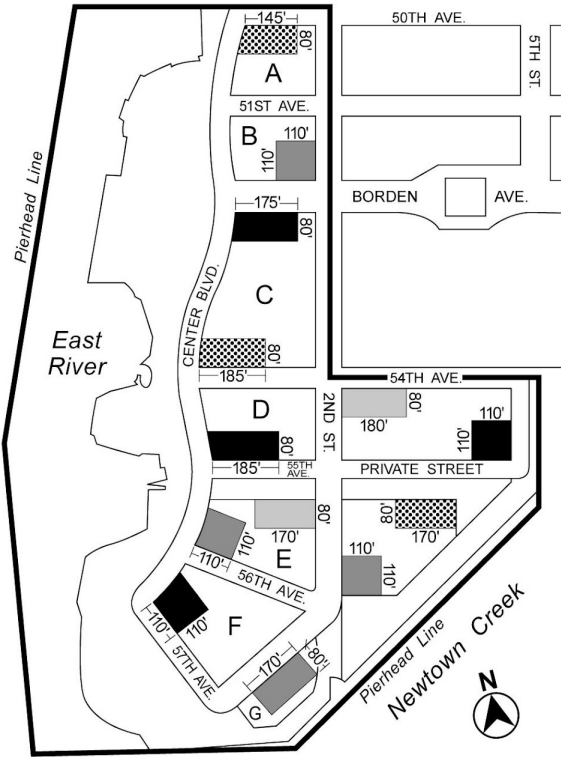 50TH AVE.
145'
80'
A
5TH ST.
51ST AVE.
B
110'
110'
Pierhead Line
BORDEN AVE.
175'
80'
CENTER BLVD.
C
East
River
80'
185'
54TH AVE.
D
2ND ST.
80'
180'
110'
110'
80'
185'
55TH
AVE.
PRIVATE STREET
80'
170'
80'
170'
110'
110'
E
110'
110'
56TH AVE.
110'
110'
F
57TH AVE.
170'
80'
G
Pierhead Line
Newtown Creek
N